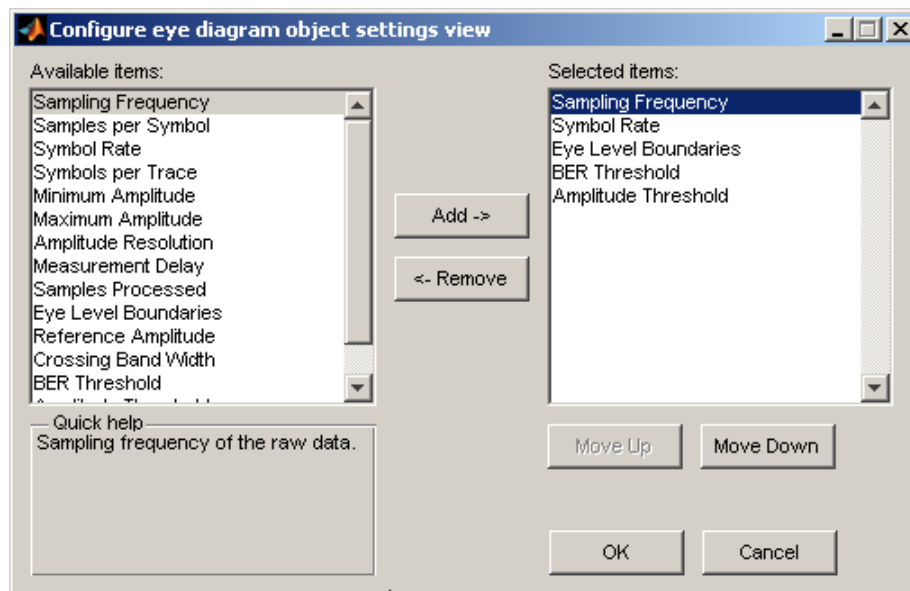 Configure eye diagram object settings view
Available items:
Sampling Frequency
Samples per Symbol
Symbol Rate
Symbols per Trace
Minimum Amplitude
Maximum Amplitude
Amplitude Resolution
Measurement Delay
Samples Processed
Eye Level Boundaries
Reference Amplitude
Crossing Band Width
BER Threshold
Add ->
<- Remove
Selected items:
Sampling Frequency
Symbol Rate
Eye Level Boundaries
BER Threshold
Amplitude Threshold
Quick help
Sampling frequency of the raw data.
Move Up
Move Down
OK
Cancel